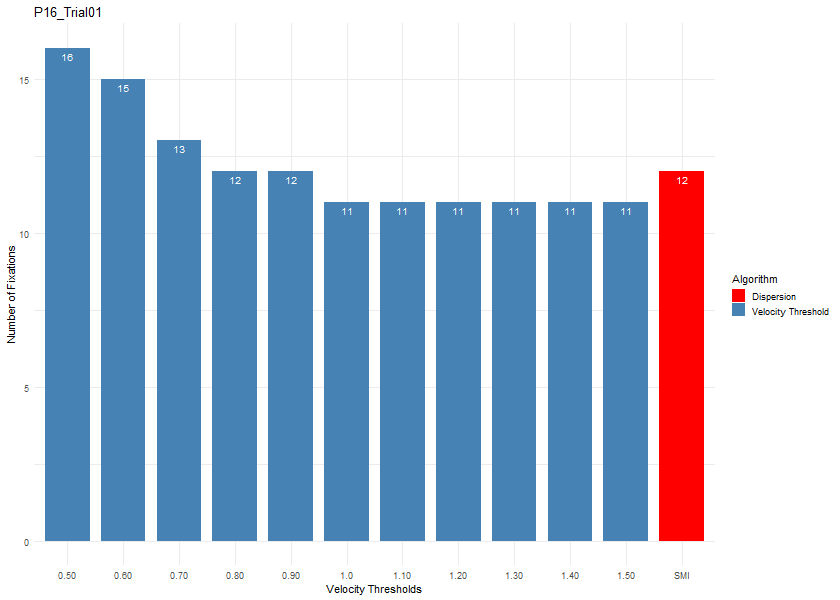 P16_Trial01
16
15
13
12
12
11
11
11
11
11
11
12
15
10
5
0
Number of Fixations
0.50 0.60 0.70 0.80 0.90 1.0 1.10 1.20 1.30 1.40 1.50 SMI
Velocity Thresholds
Algorithm
Dispersion
Velocity Threshold